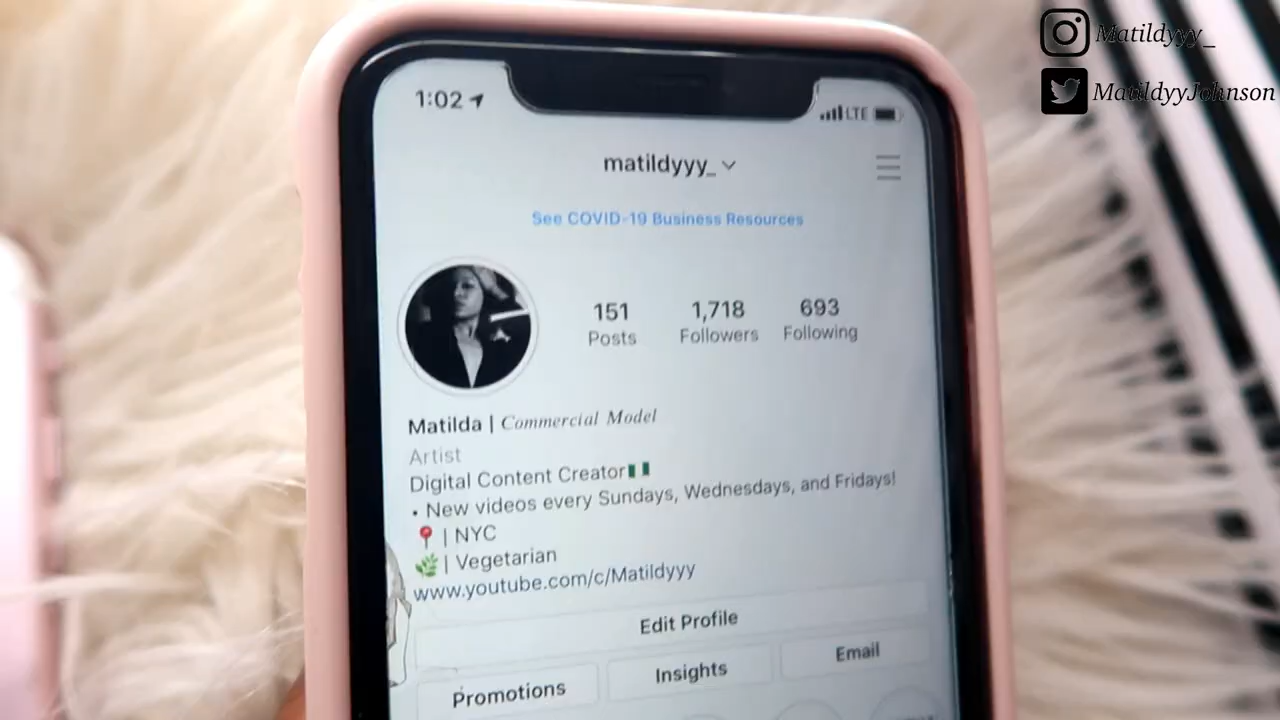 Matildyyy_
MatildyyJohnson
1:02
LTE
matildyyy_
See COVID-19 Business Resources
151 1,718 693
Posts Followers Following
Matilda | Commercial Model
Artist
Digital Content Creator🇳🇬
• New videos every Sundays, Wednesdays, and Fridays!
📍 | NYC
🌿 | Vegetarian
www.youtube.com/c/Matildyyy
Edit Profile
Promotions Insights Email